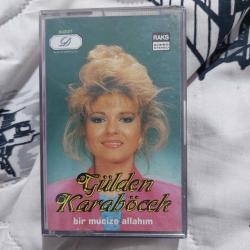 RAKS
D
Gülden
Karaböcek
bir mucize allahım